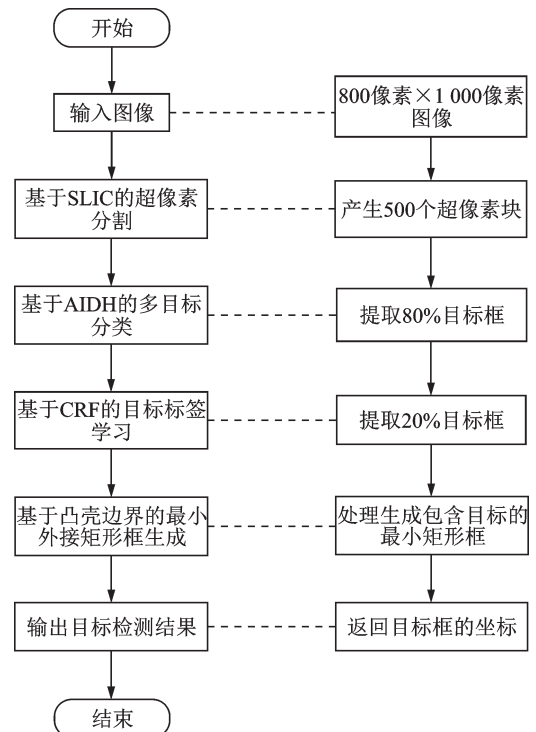 开始
输入图像
800像素×1 000像素
图像
基于SLIC的超像素
分割
产生500个超像素块
基于AIDH的多目标
分类
提取80%目标框
基于CRF的目标标签
学习
提取20%目标框
基于凸壳边界的最小
外接矩形框生成
处理生成包含目标的
最小矩形框
输出目标检测结果
返回目标框的坐标
结束